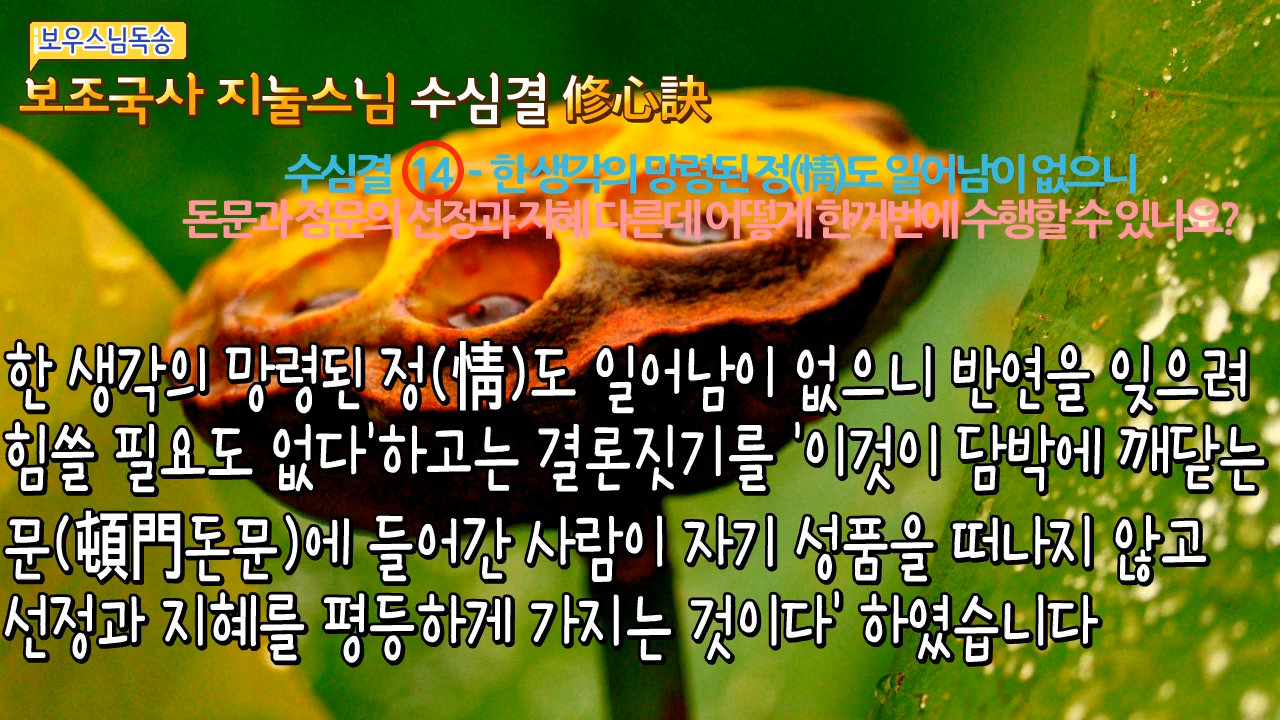 보우스님독송
보조국사 지눌스님 수심결 修心訣
수심결 14 - 한 생각의 망령된 정(情)도 일어남이 없으니
돈문과 점문의 선정과 지혜 다른데 어떻게 한꺼번에 수행할 수 있나요?
한 생각의 망령된 정(情)도 일어남이 없으니 반연을 잊으려
힘쓸 필요도 없다'하고는 결론짓기를 '이것이 담박에 깨닫는
문(頓門돈문)에 들어간 사람이 자기 성품을 떠나지 않고
선정과 지혜를 평등하게 가지는 것이다' 하였습니다